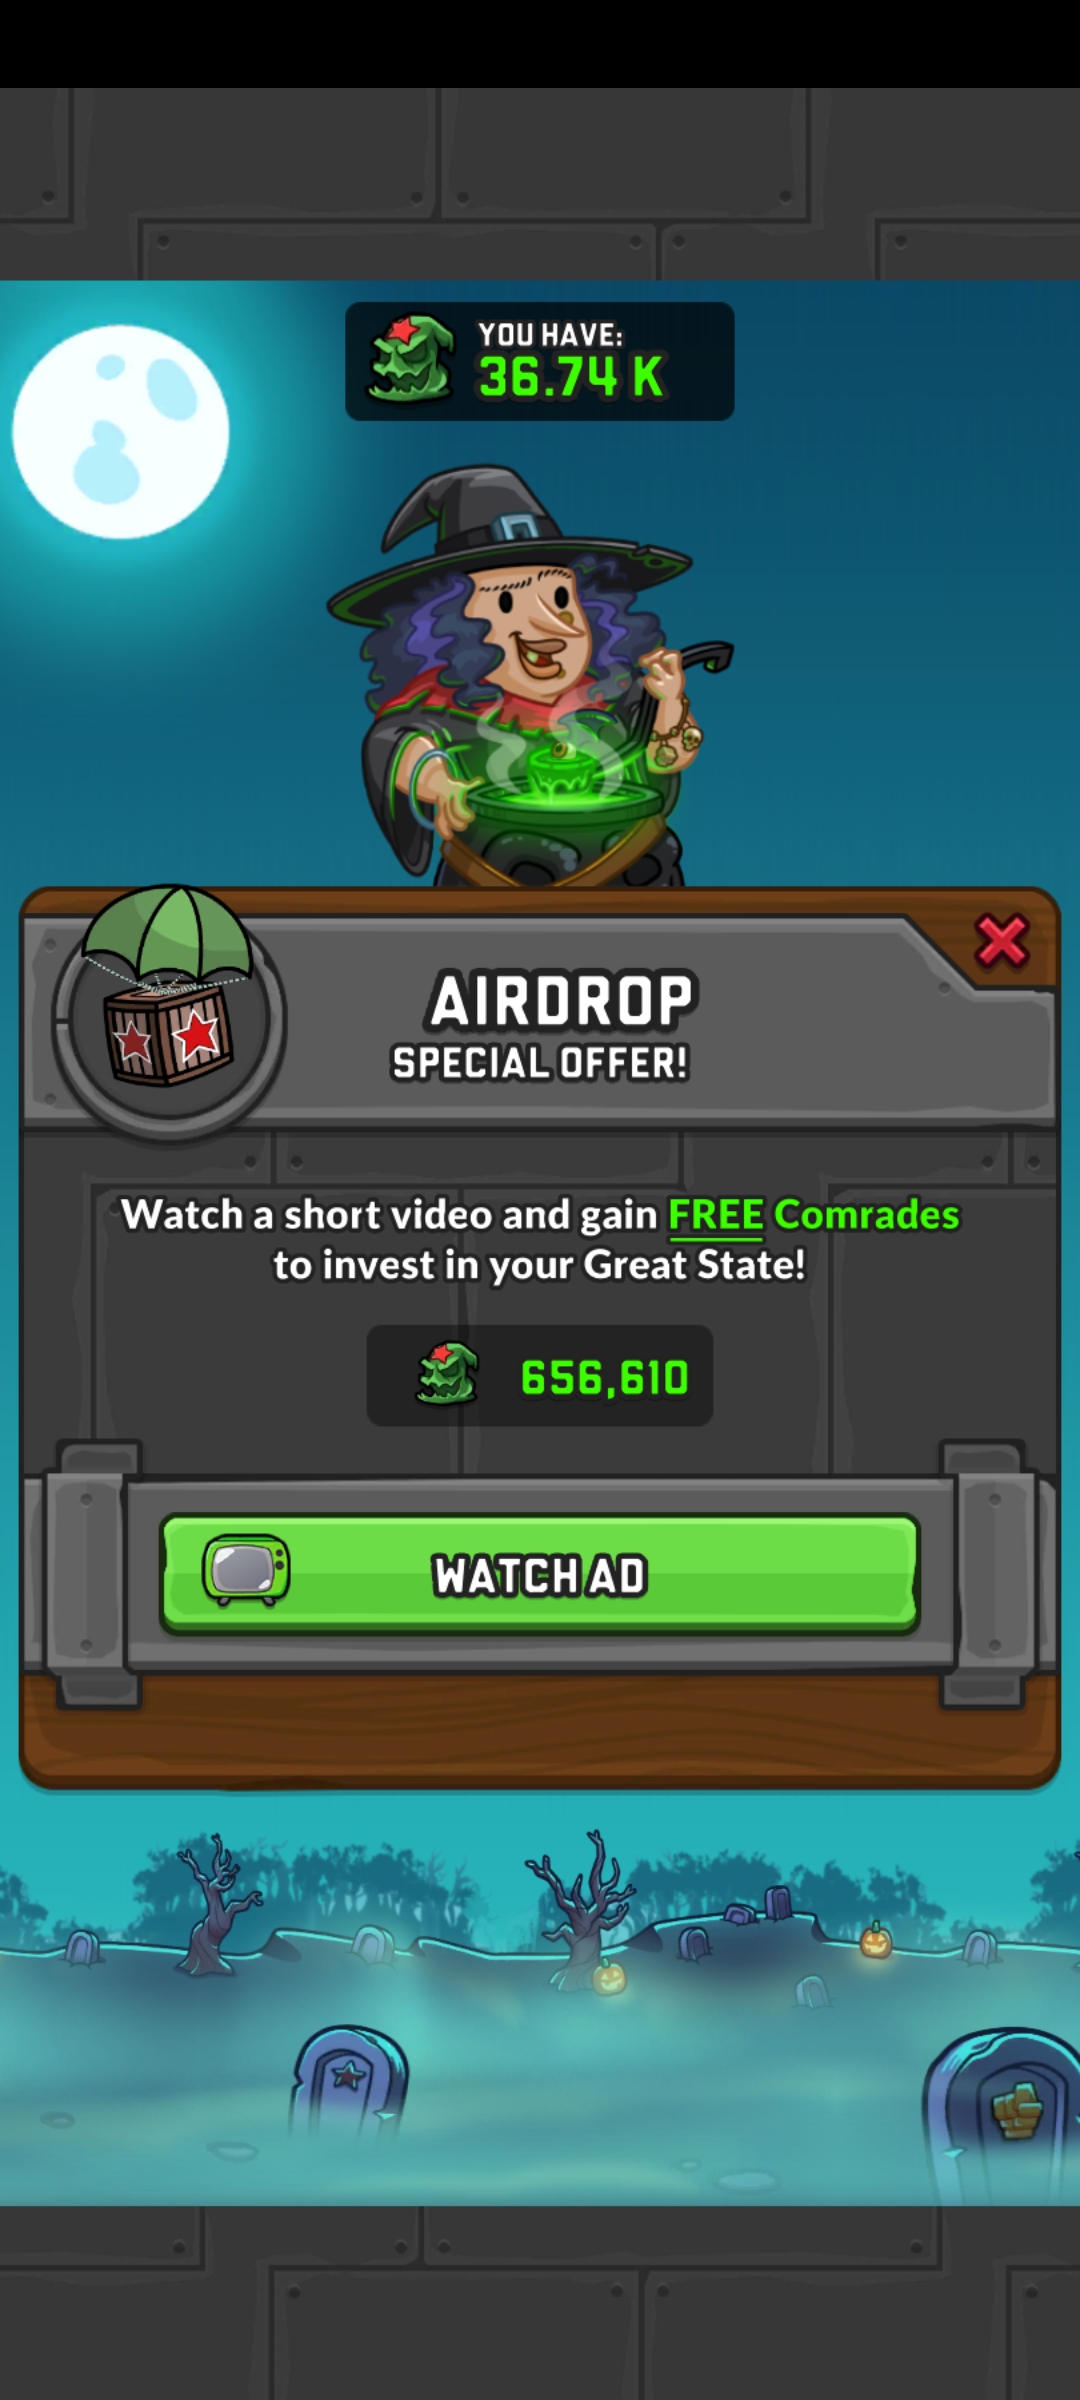 YOU HAVE:
36.74 K
AIRDROP
SPECIAL OFFER!
Watch a short video and gain FREE Comrades
to invest in your Great State!
656,610
WATCH AD